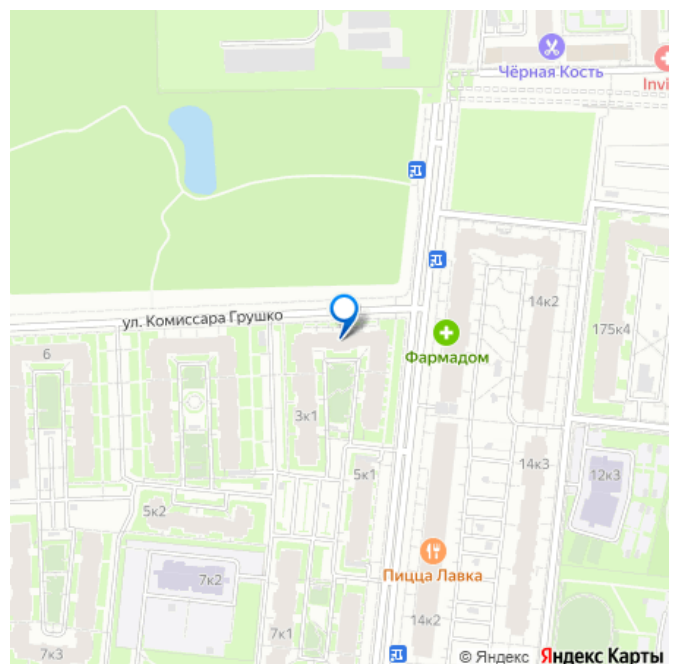 Чёрная Кость
Invi
ул. Комиссара Грушко
14к2
175к4
6
Фармадом
3к1
14к3
5к1
12к3
5к2
Пицца Лавка
7к2
14к2
7к1
7к3
© Яндекс Яндекс Карты